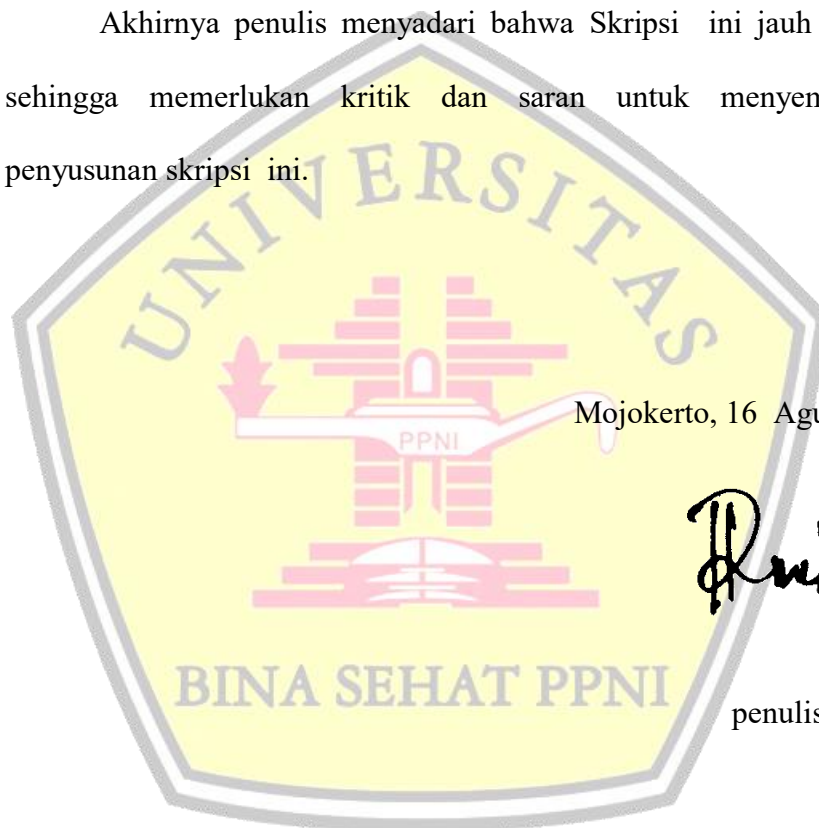 Akhirnya penulis menyadari bahwa Skripsi ini jauh
sehingga memerlukan kritik dan saran untuk menyem
penyusunan skripsi ini.
UNIVERSITAS
Mojokerto, 16 Agu
PPNI
BINA SEHAT PPNI
penulis